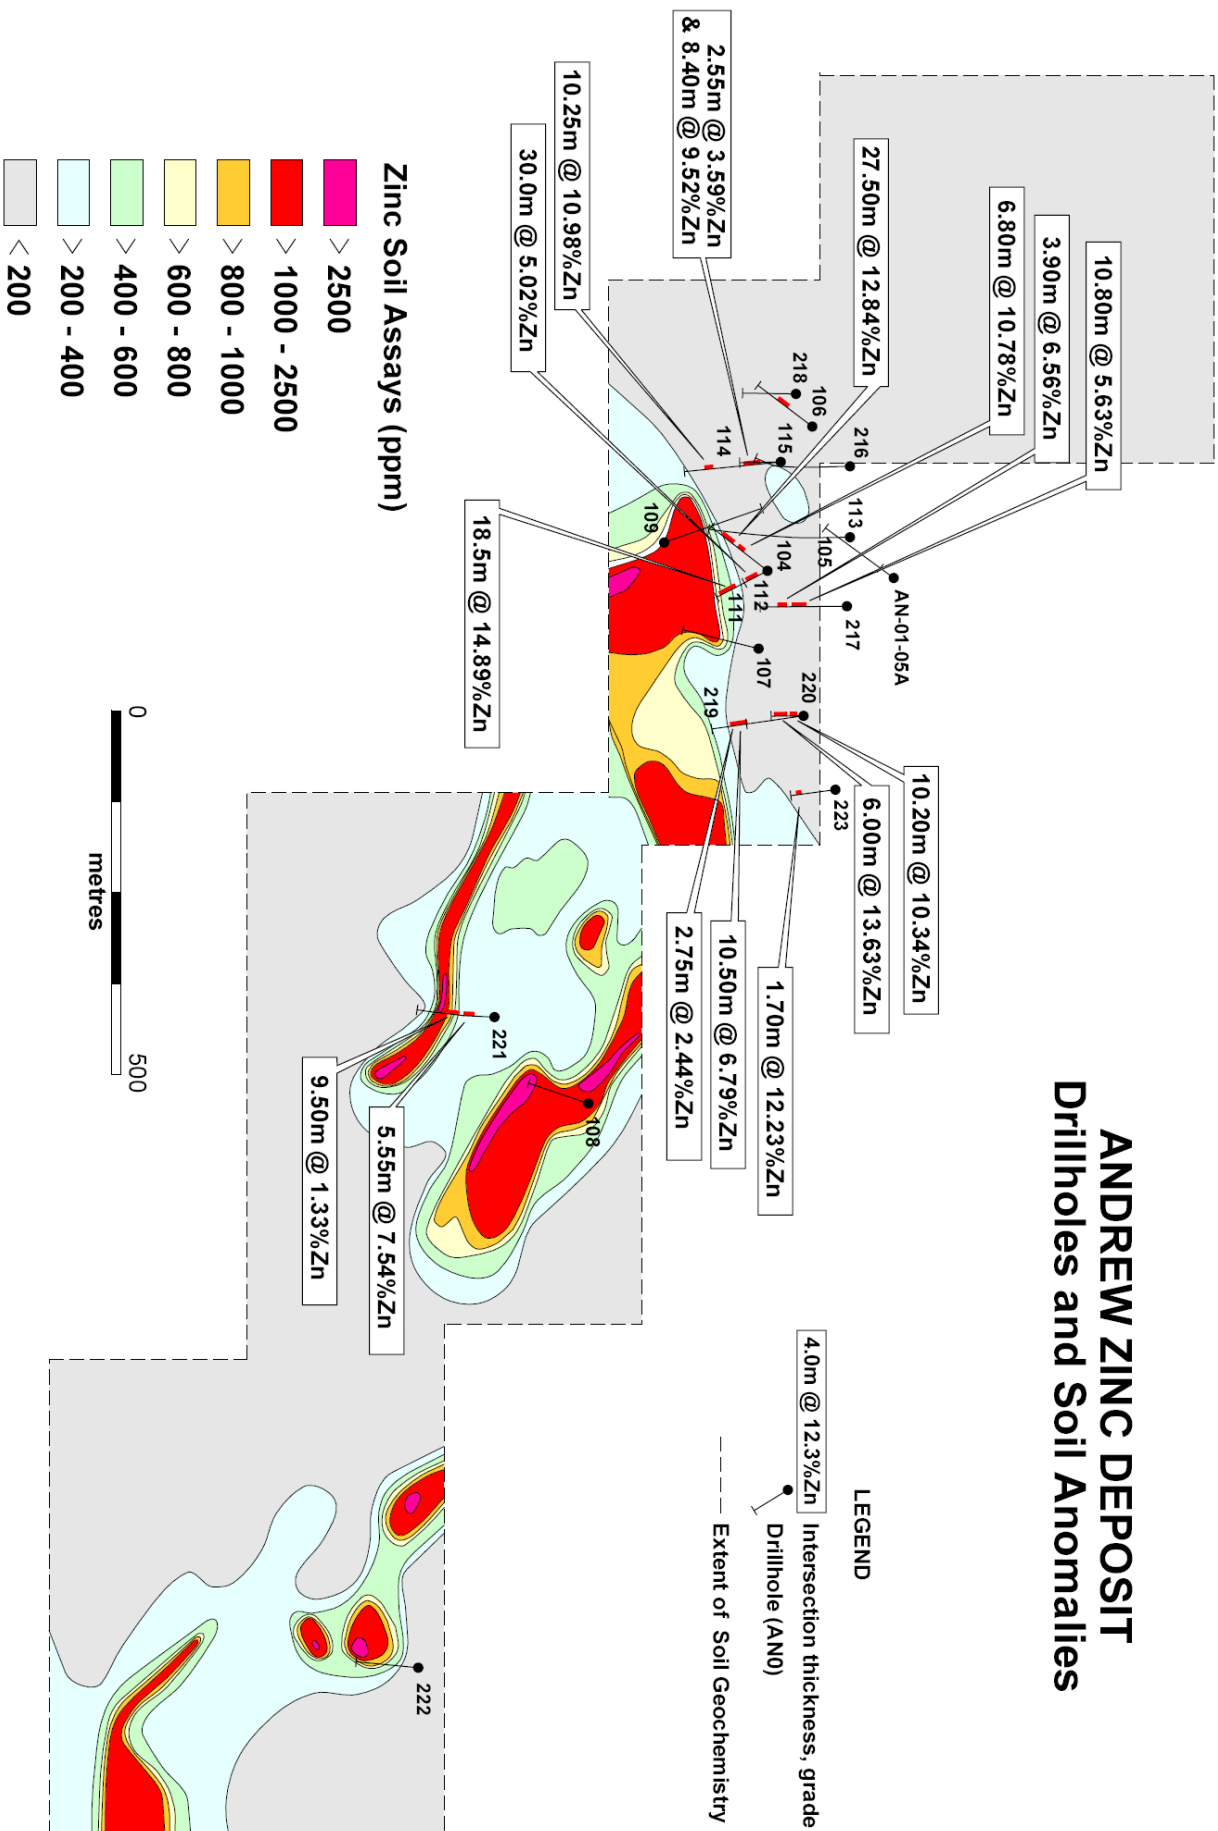 ANDREW ZINC DEPOSIT
Drillholes and Soil Anomalies
LEGEND
4.0m @ 12.3%Zn
Intersection thickness, grade
Drillhole (AN0)
Extent of Soil Geochemistry
10.80m @ 5.63%Zn
3.90m @ 6.56%Zn
6.80m @ 10.78%Zn
27.50m @ 12.84%Zn
2.55m @ 3.59%Zn
& 8.40m @ 9.52%Zn
10.25m @ 10.98%Zn
30.0m @ 5.02%Zn
18.5m @ 14.89%Zn
10.20m @ 10.34%Zn
6.00m @ 13.63%Zn
1.70m @ 12.23%Zn
10.50m @ 6.79%Zn
2.75m @ 2.44%Zn
5.55m @ 7.54%Zn
9.50m @ 1.33%Zn
AN-01-05A
216
113
217
106
218
115
105
220
223
104
114
112
107
111
219
109
221
108
222
Zinc Soil Assays (ppm)
> 2500
> 1000 - 2500
> 800 - 1000
> 600 - 800
> 400 - 600
> 200 - 400
< 200
0
500
metres